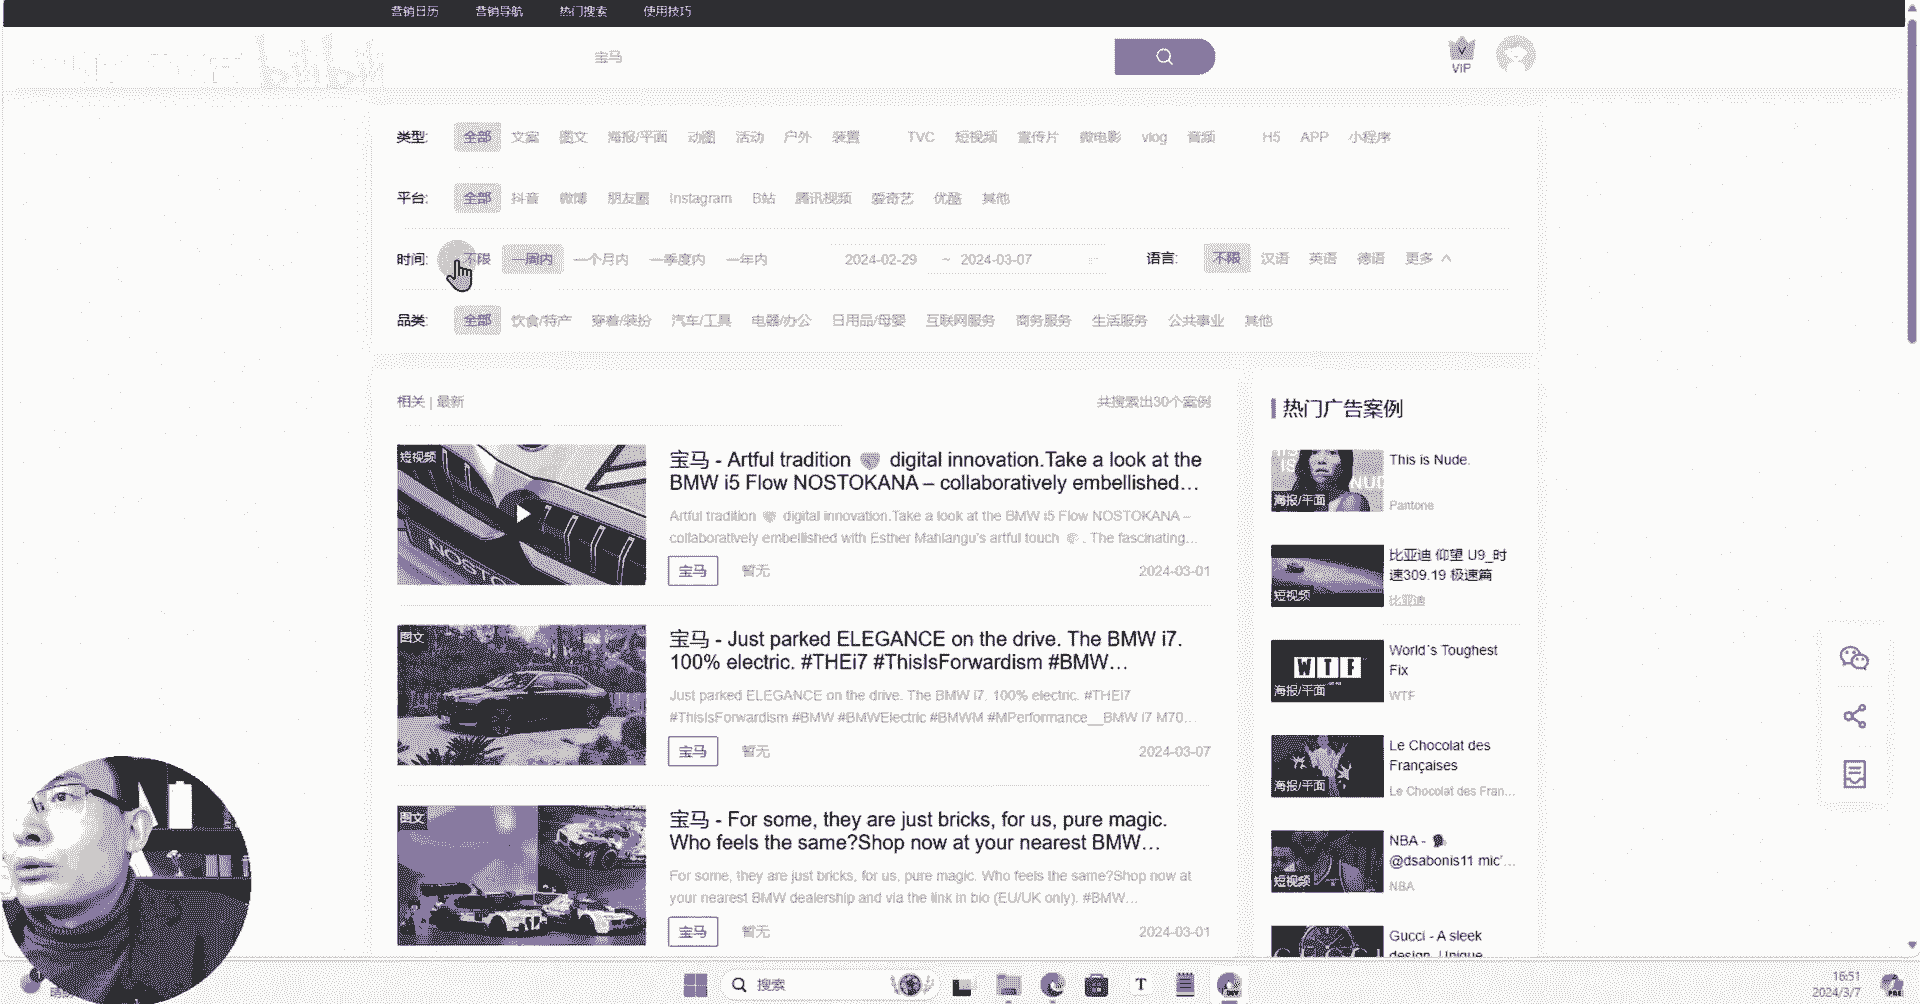 营销日历 营销导航 热门搜索 使用技巧
宝马
VIP
类型: 全部 文案 图文 海报/平面 动图 活动 户外 装置 TVC 短视频 宣传片 微电影 vlog 音频 H5 APP 小程序
平台: 全部 抖音 微博 朋友圈 Instagram B站 腾讯视频 爱奇艺 优酷 其他
时间: 不限 一周内 一个月内 一季度内 一年内 2024-02-29 ~ 2024-03-07 语言: 不限 汉语 英语 德语 更多
品类: 全部 饮食/特产 穿着/装扮 汽车/工具 电器/办公 日用品/母婴 互联网服务 商务服务 生活服务 公共事业 其他
相关 | 最新
共搜索出30个案例
短视频
NOSTO
宝马 - Artful tradition 🤎 digital innovation.Take a look at the
BMW i5 Flow NOSTOKANA – collaboratively embellished...
Artful tradition 🤎 digital innovation.Take a look at the BMW i5 Flow NOSTOKANA –
collaboratively embellished with Esther Mahlangu's artful touch . The fascinating...
宝马 暂无 2024-03-01
图文
宝马 - Just parked ELEGANCE on the drive. The BMW i7.
100% electric. #THEi7 #ThisIsForwardism #BMW...
Just parked ELEGANCE on the drive. The BMW i7. 100% electric. #THEi7
#ThisIsForwardism #BMW #BMWElectric #BMWM #MPerformance__BMW i7 M70...
宝马 暂无 2024-03-07
图文
宝马 - For some, they are just bricks, for us, pure magic.
Who feels the same?Shop now at your nearest BMW...
For some, they are just bricks, for us, pure magic. Who feels the same?Shop now at
your nearest BMW dealership and via the link in bio (EU/UK only). #BMW...
宝马 暂无 2024-03-01
热门广告案例
海报/平面
This is Nude.
Pantone
短视频
比亚迪 仰望 U9_时
速309.19 极速篇
比亚迪
WTF
海报/平面
World´s Toughest
Fix
WTF
海报/平面
Le Chocolat des
Françaises
Le Chocolat des Fran...
短视频
NBA - 🗣
@dsabonis11 mic'...
NBA
Gucci - A sleek
design. Unique
搜索
T
DEV
16:51
2024/3/7
PRE